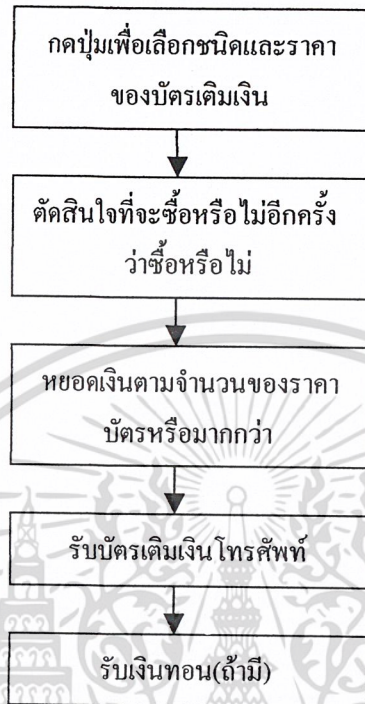 กดปุ่มเพื่อเลือกชนิดและราคา
ของบัตรเติมเงิน
ตัดสินใจที่จะซื้อหรือไม่อีกครั้ง
ว่าซื้อหรือไม่
หยอดเงินตามจำนวนของราคา
บัตรหรือมากกว่า
รับบัตรเติมเงินโทรศัพท์
รับเงินทอน(ถ้ามี)